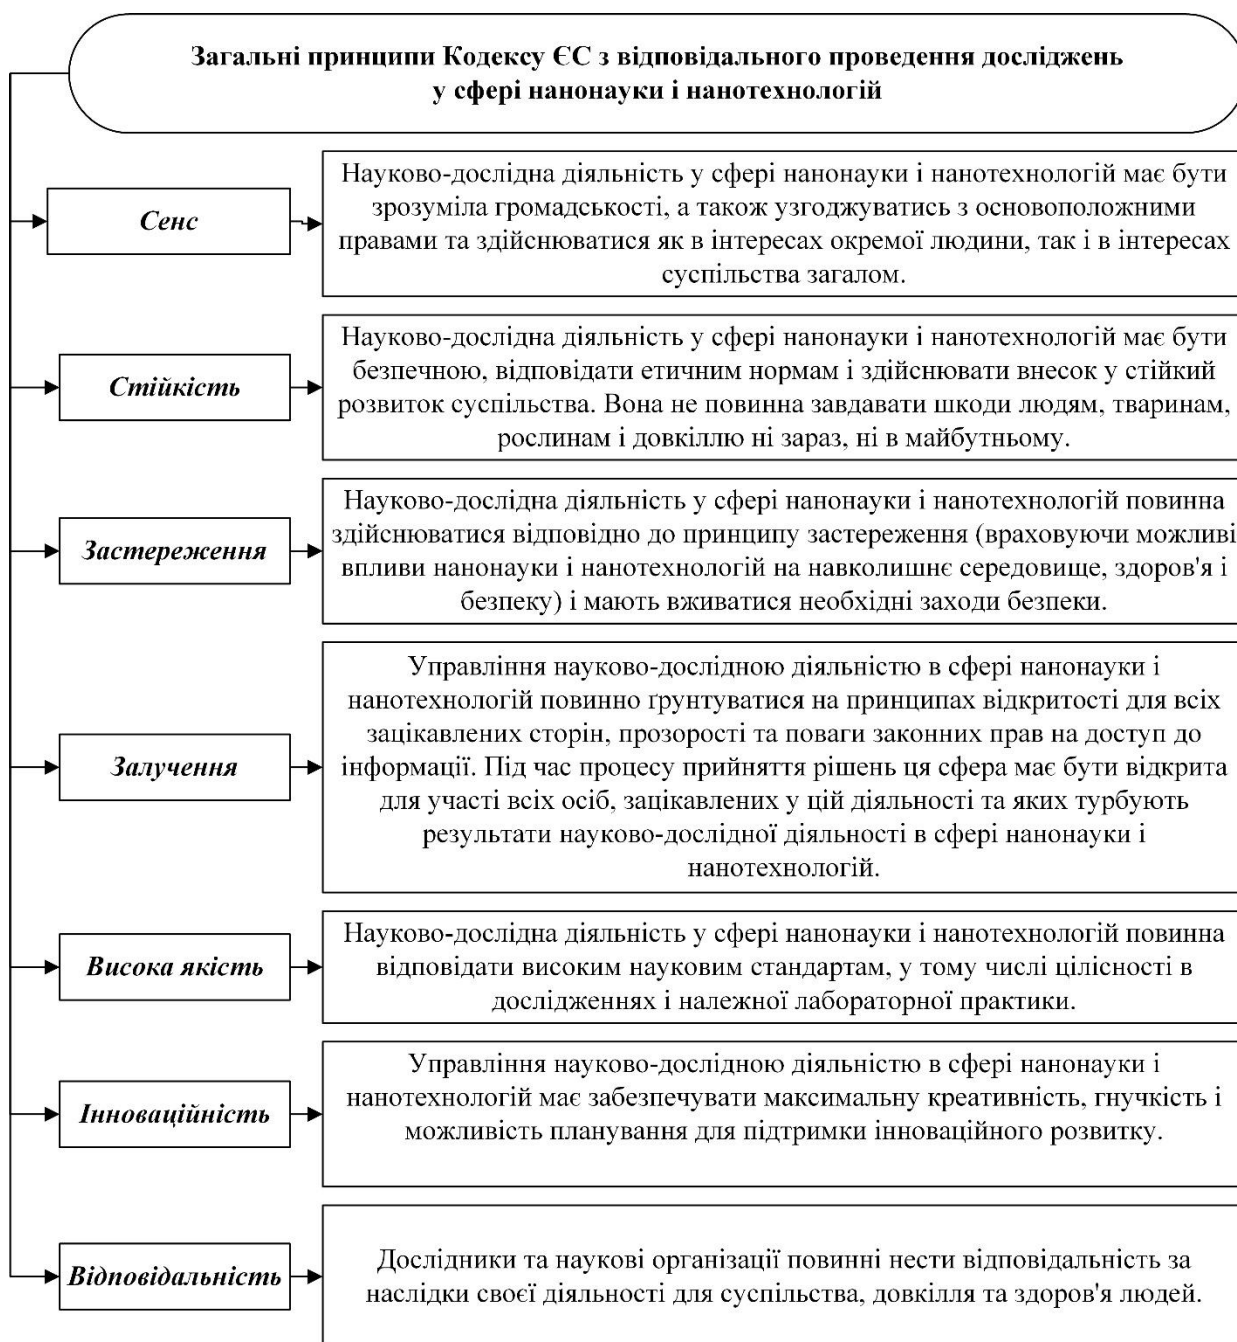 Загальні принципи Кодексу ЄС з відповідального проведення досліджень
у сфері нанонауки і нанотехнологій
Сенс
Науково-дослідна діяльність у сфері нанонауки і нанотехнологій має бути
зрозуміла громадськості, а також узгоджуватись з основоположними
правами та здійснюватися як в інтересах окремої людини, так і в інтересах
суспільства загалом.
Стійкість
Науково-дослідна діяльність у сфері нанонауки і нанотехнологій має бути
безпечною, відповідати етичним нормам і здійснювати внесок у стійкий
розвиток суспільства. Вона не повинна завдавати шкоди людям, тваринам,
рослинам і довкіллю ні зараз, ні в майбутньому.
Застереження
Науково-дослідна діяльність у сфері нанонауки і нанотехнологій повинна
здійснюватися відповідно до принципу застереження (враховуючи можливі
впливи нанонауки і нанотехнологій на навколишнє середовище, здоров'я і
безпеку) і мають вживатися необхідні заходи безпеки.
Залучення
Управління науково-дослідною діяльністю в сфері нанонауки і
нанотехнологій повинно ґрунтуватися на принципах відкритості для всіх
зацікавлених сторін, прозорості та поваги законних прав на доступ до
інформації. Під час процесу прийняття рішень ця сфера має бути відкрита
для участі всіх осіб, зацікавлених у цій діяльності та яких турбують
результати науково-дослідної діяльності в сфері нанонауки і
нанотехнологій.
Висока якість
Науково-дослідна діяльність у сфері нанонауки і нанотехнологій повинна
відповідати високим науковим стандартам, у тому числі цілісності в
дослідженнях і належної лабораторної практики.
Інноваційність
Управління науково-дослідною діяльністю в сфері нанонауки і
нанотехнологій має забезпечувати максимальну креативність, гнучкість і
можливість планування для підтримки інноваційного розвитку.
Відповідальність
Дослідники та наукові організації повинні нести відповідальність за
наслідки своєї діяльності для суспільства, довкілля та здоров'я людей.